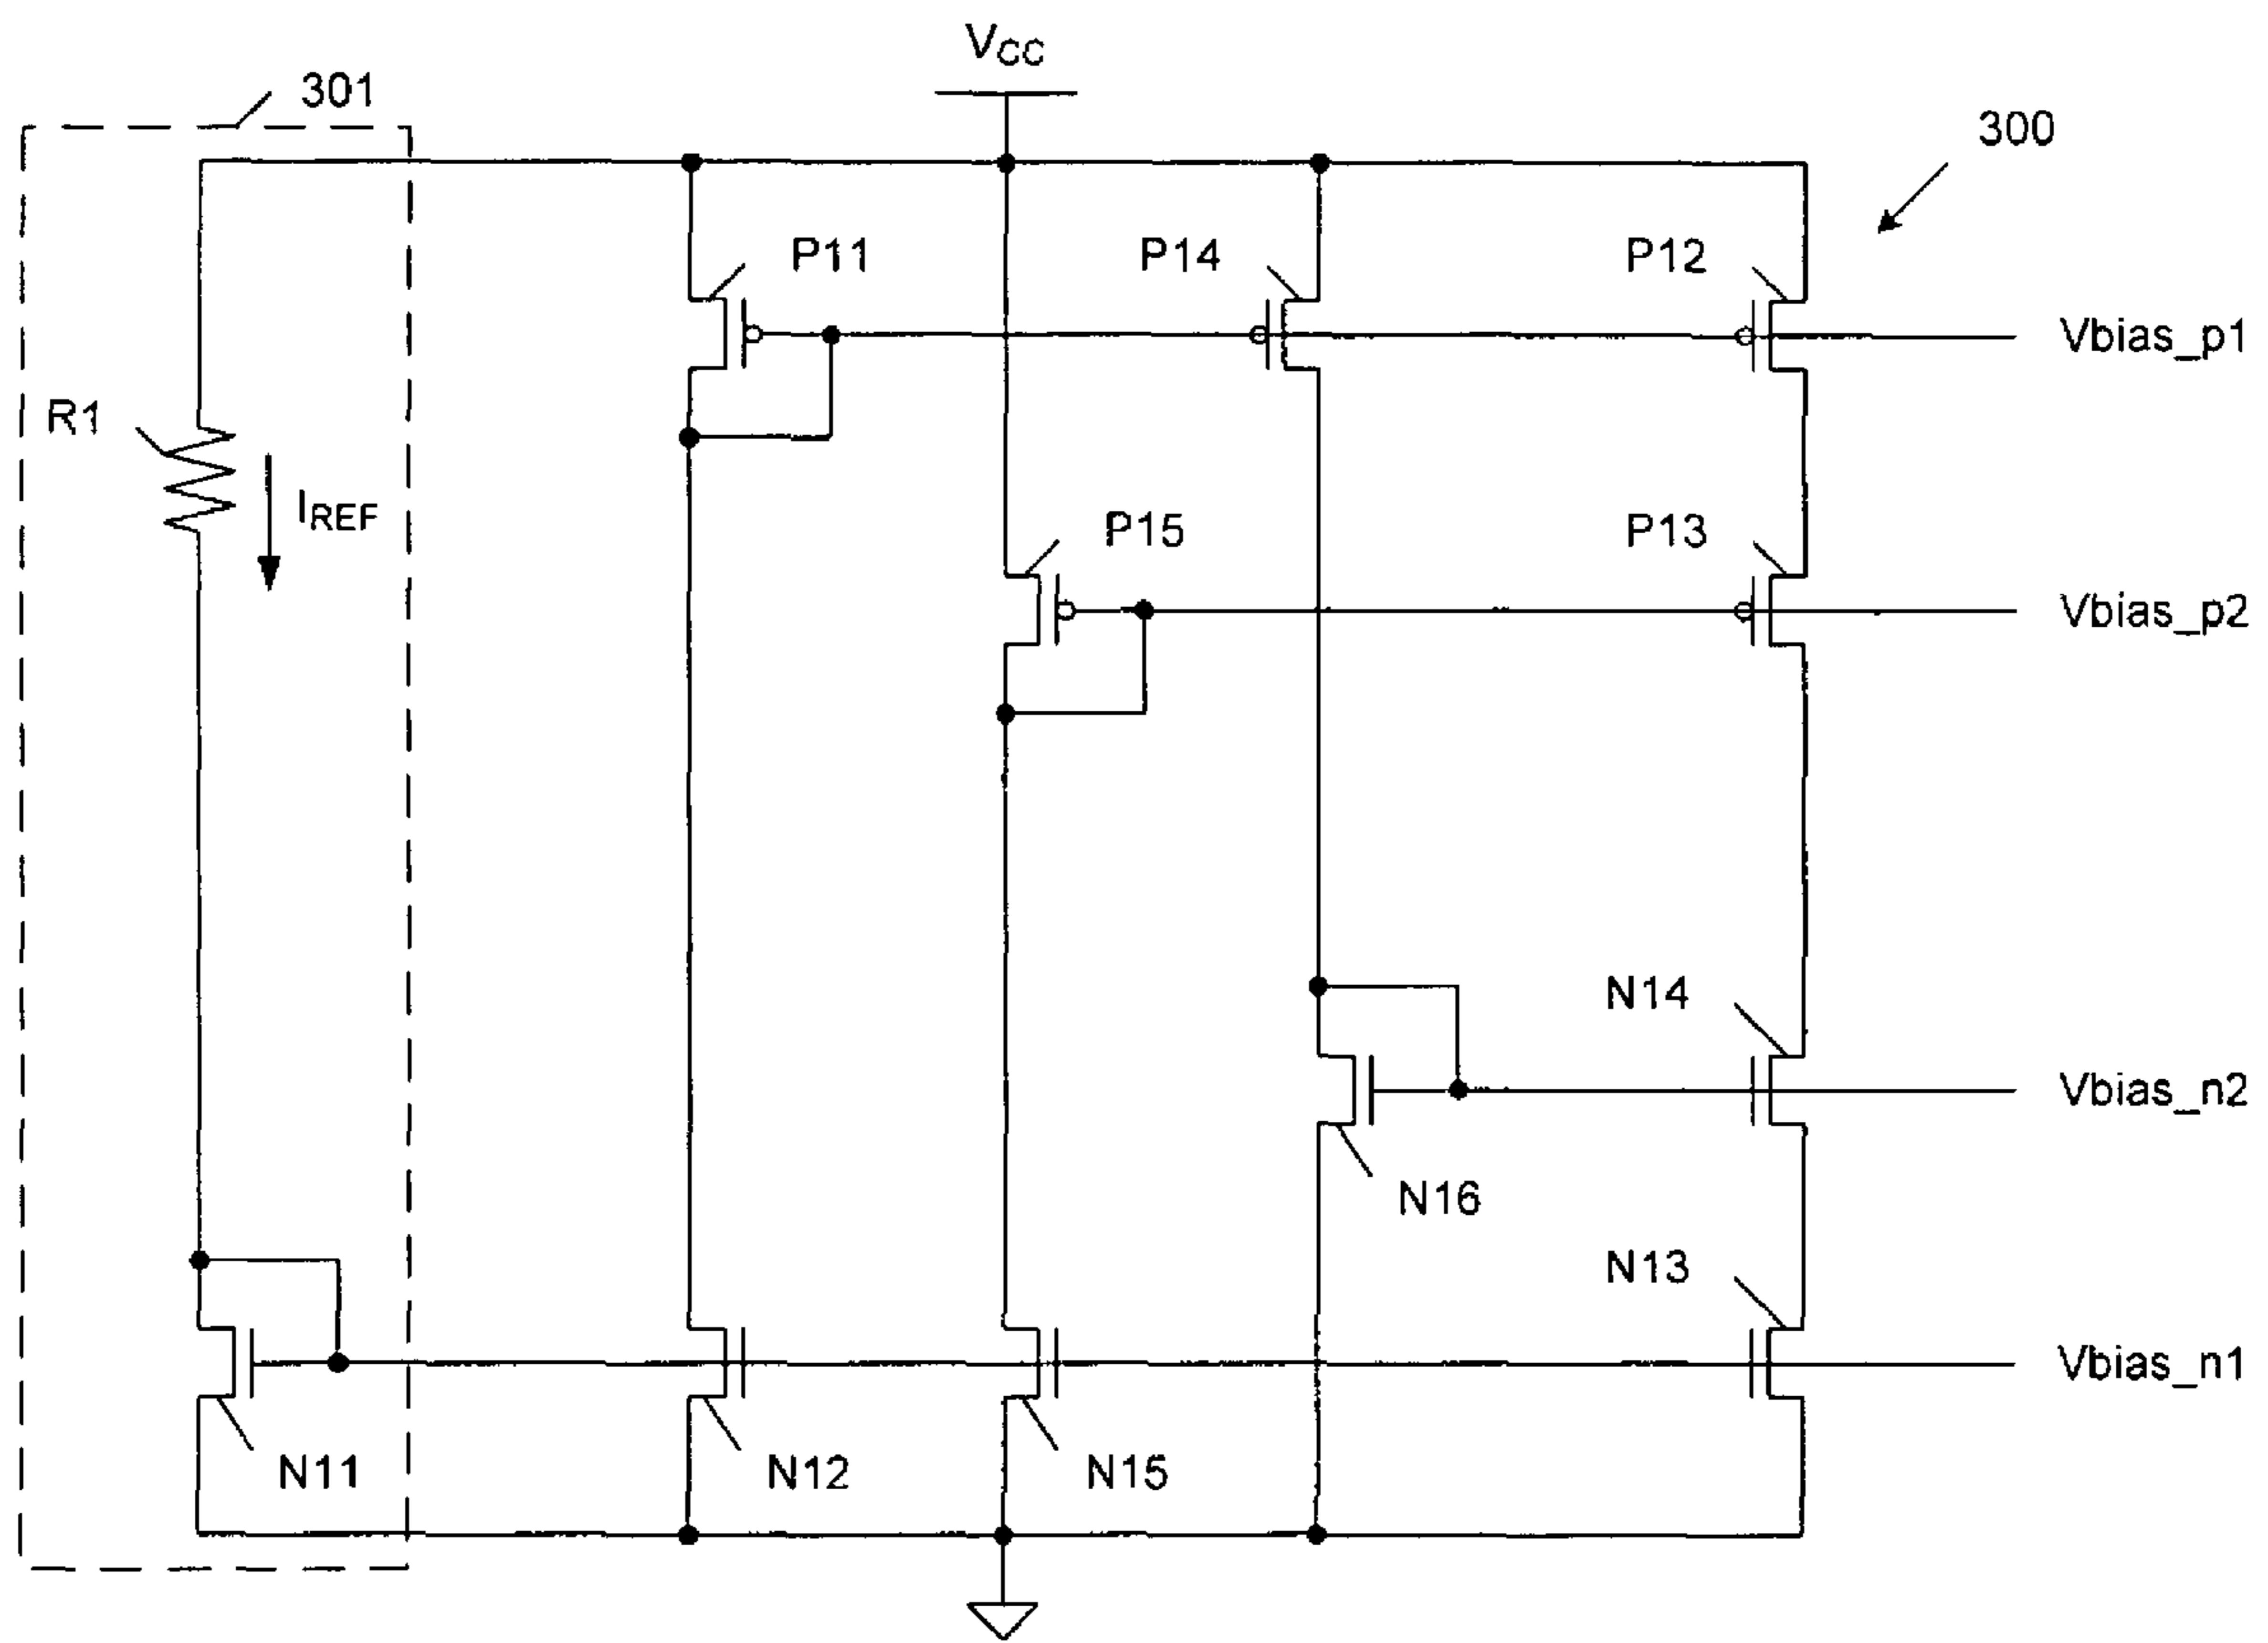 VCC
301
300
P11
P14
P12
Vbias_p1
R1
IREF
P15
P13
Vbias_p2
N14
Vbias_n2
N16
N13
Vbias_n1
N11
N12
N15